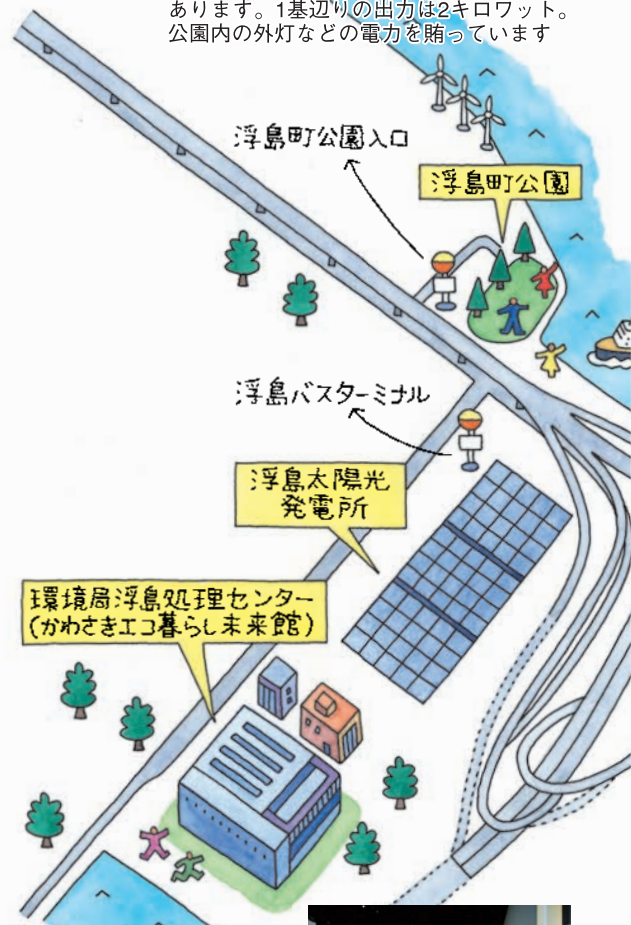 あります。1基辺りの出力は2キロワット。
公園内の外灯などの電力を賄っています
浮島町公園入口
浮島町公園
浮島バスターミナル
浮島太陽光
発電所
環境局浮島処理センター
(かわさきエコ暮らし未来館)